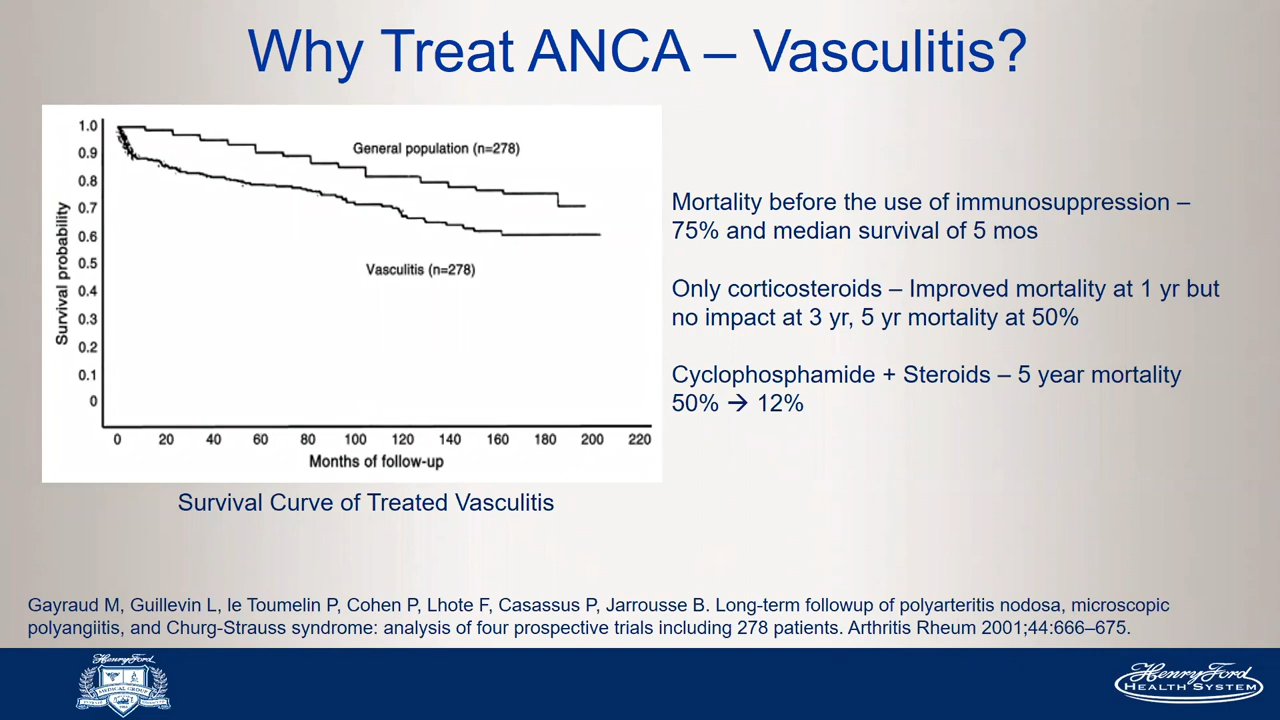 Why Treat ANCA – Vasculitis?
1.0
0.9
0.8
0.7
0.6
0.5
0.4
0.3
0.2
0.1
0
Survival probability
General population (n=278)
Vasculitis (n=278)
0 20 40 60 80 100 120 140 160 180 200 220
Months of follow-up
Survival Curve of Treated Vasculitis
Mortality before the use of immunosuppression –
75% and median survival of 5 mos
Only corticosteroids – Improved mortality at 1 yr but
no impact at 3 yr, 5 yr mortality at 50%
Cyclophosphamide + Steroids – 5 year mortality
50% → 12%
Gayraud M, Guillevin L, le Toumelin P, Cohen P, Lhote F, Casassus P, Jarrousse B. Long-term followup of polyarteritis nodosa, microscopic
polyangiitis, and Churg-Strauss syndrome: analysis of four prospective trials including 278 patients. Arthritis Rheum 2001;44:666–675.
Henry Ford
MEDICAL GROUP
Henry Ford
HEALTH SYSTEM